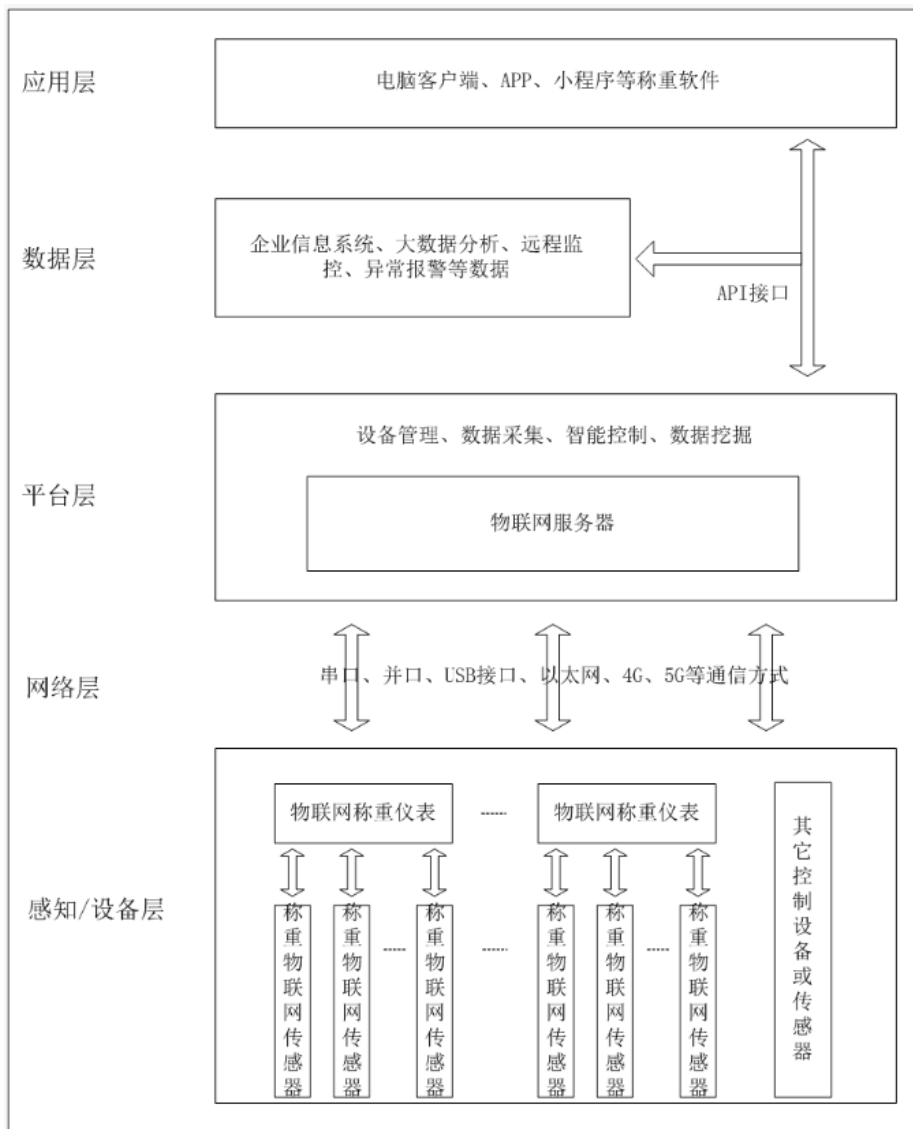 应用层
电脑客户端、APP、小程序等称重软件
数据层
企业信息系统、大数据分析、远程监
控、异常报警等数据
API接口
平台层
设备管理、数据采集、智能控制、数据挖掘
物联网服务器
网络层
串口、并口、USB接口、以太网、4G、5G等通信方式
感知/设备层
物联网称重仪表
物联网称重仪表
称重物联网传感器
称重物联网传感器
称重物联网传感器
称重物联网传感器
称重物联网传感器
称重物联网传感器
其它控制设备或传感器